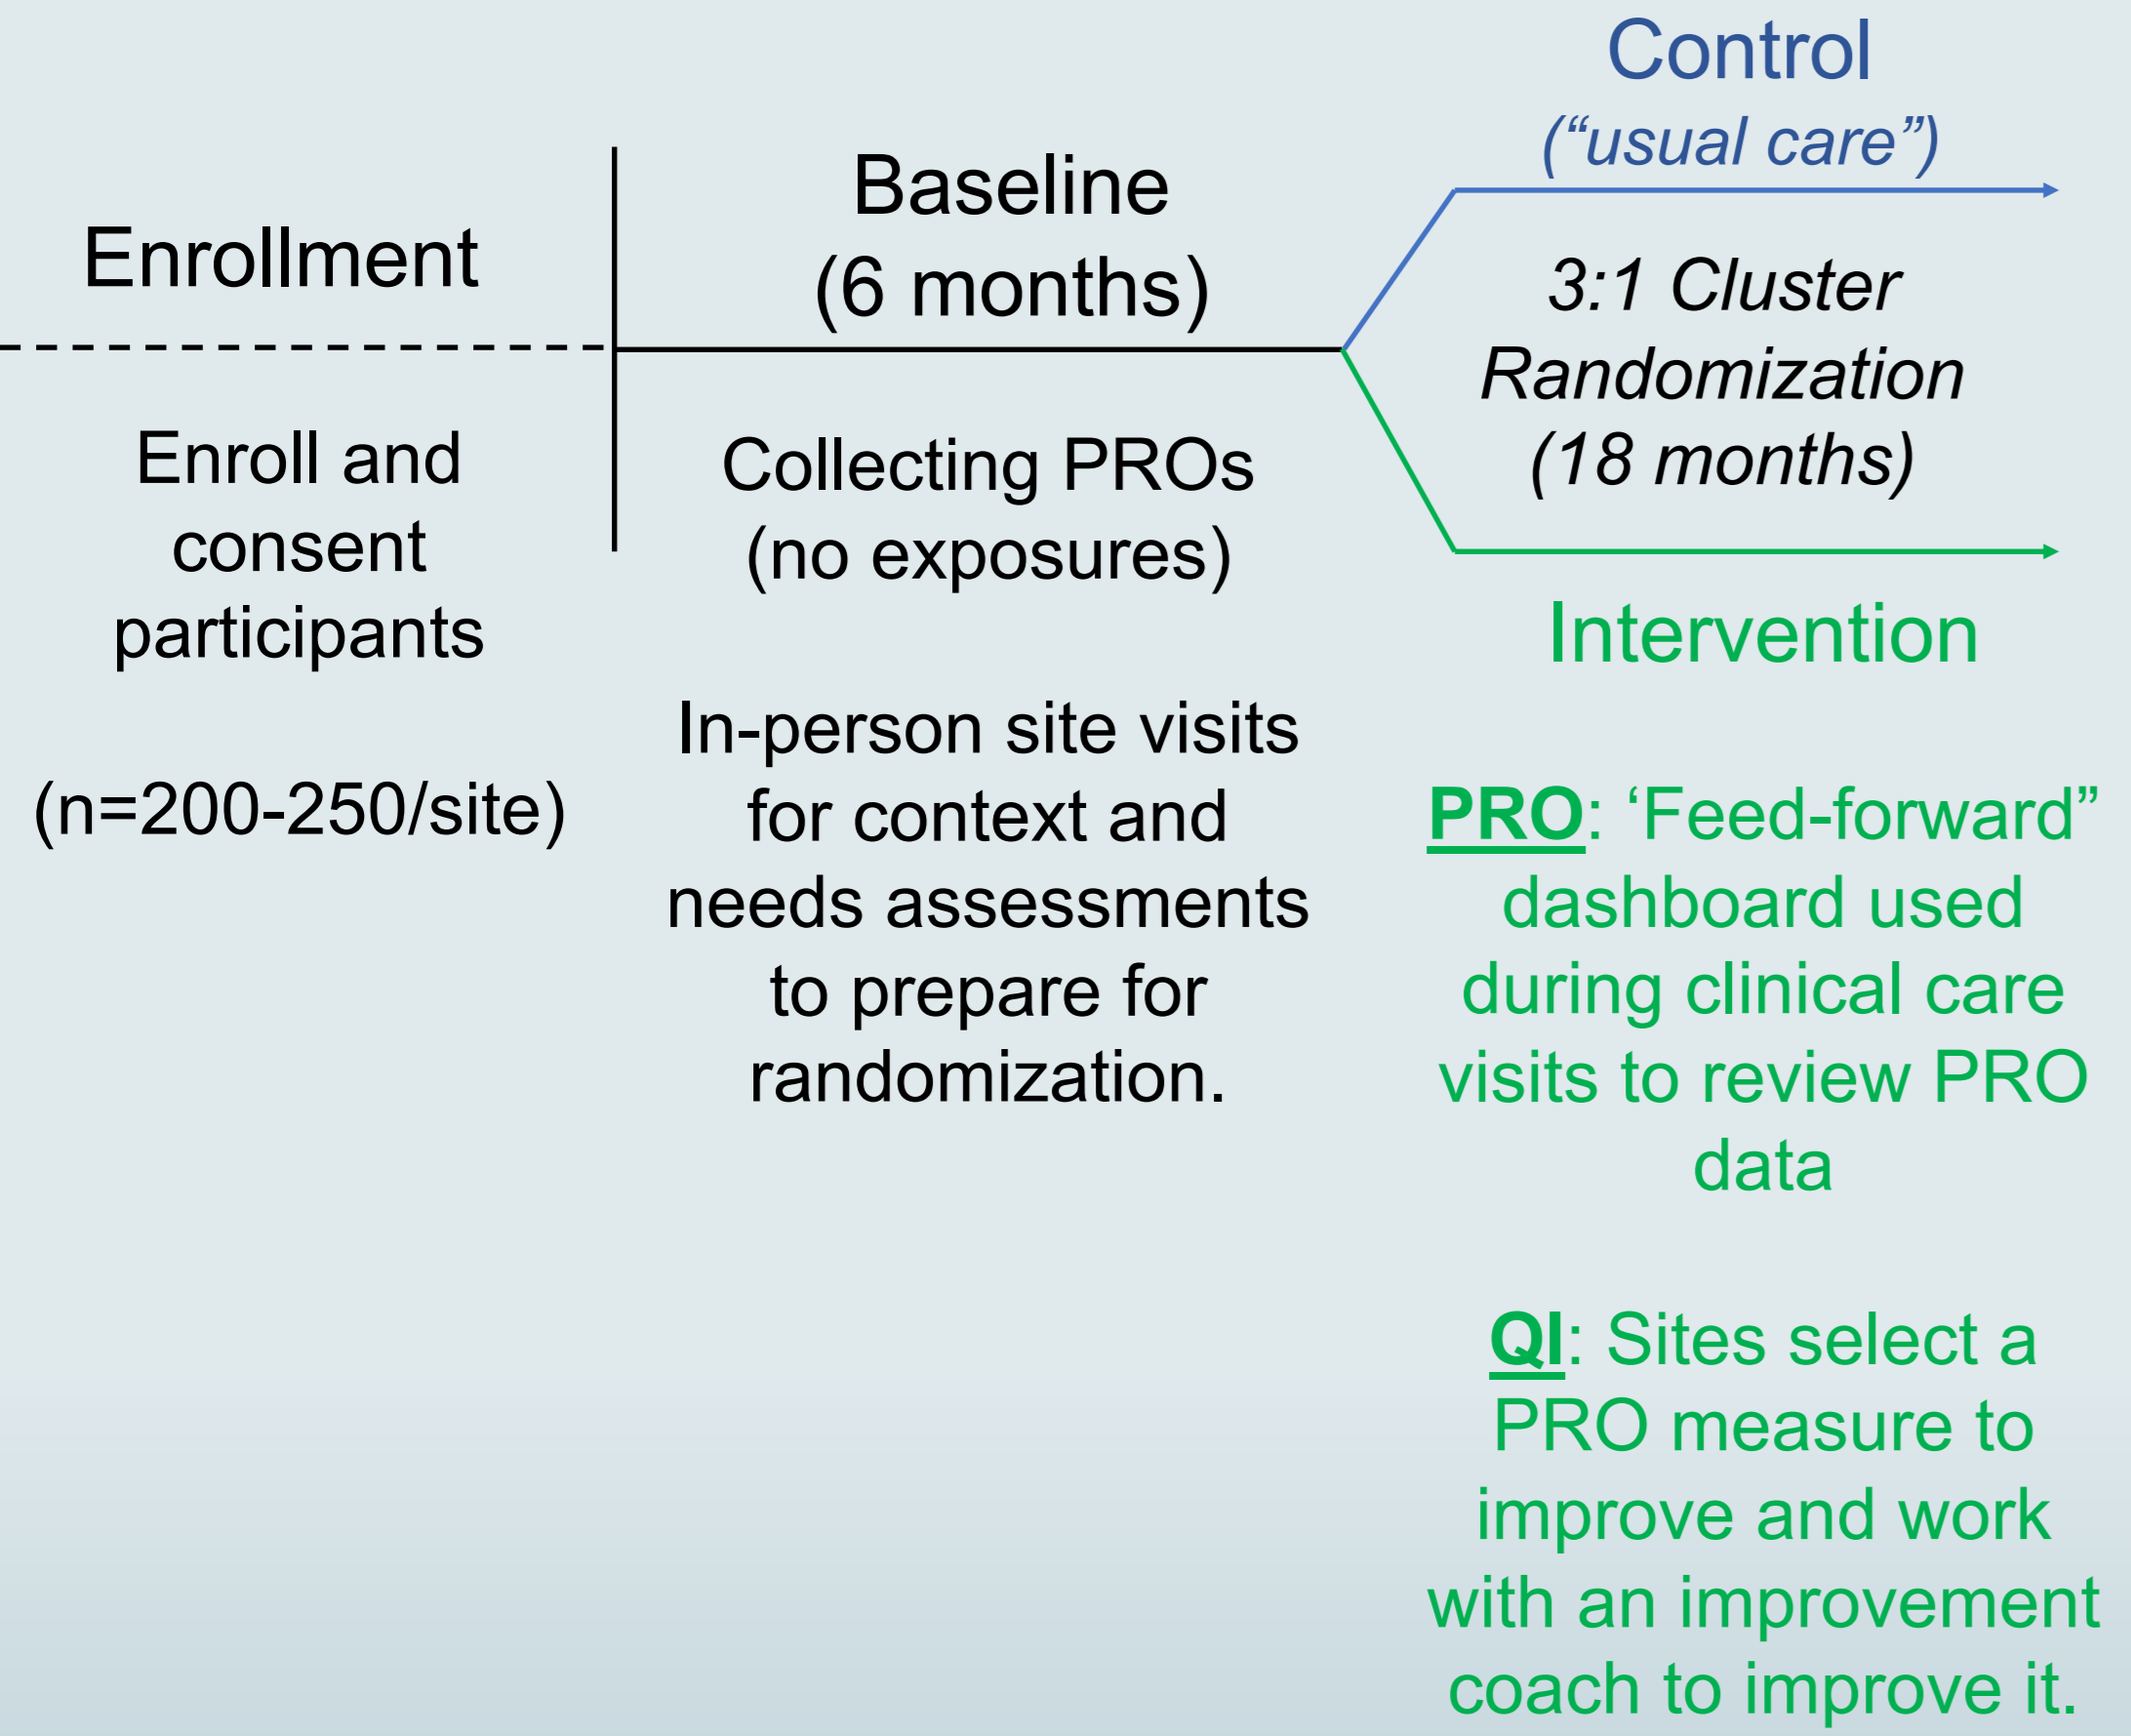 Enrollment
Enroll and
consent
participants
(n=200-250/site)
Baseline
(6 months)
Collecting PROs
(no exposures)
In-person site visits
for context and
needs assessments
to prepare for
randomization.
Control
(“usual care”)
3:1 Cluster
Randomization
(18 months)
Intervention
PRO: ‘Feed-forward”
dashboard used
during clinical care
visits to review PRO
data
QI: Sites select a
PRO measure to
improve and work
with an improvement
coach to improve it.